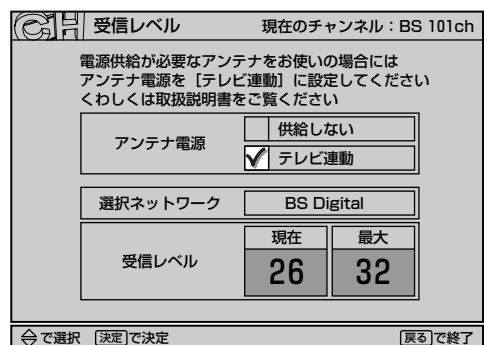 CH 受信レベル 現在のチャンネル：BS 101ch
電源供給が必要なアンテナをお使いの場合には
アンテナ電源を［テレビ連動］に設定してください
くわしくは取扱説明書をご覧ください
アンテナ電源
供給しない
テレビ連動
選択ネットワーク BS Digital
受信レベル
現在 最大
26 32
で選択 決定で決定 戻るで終了